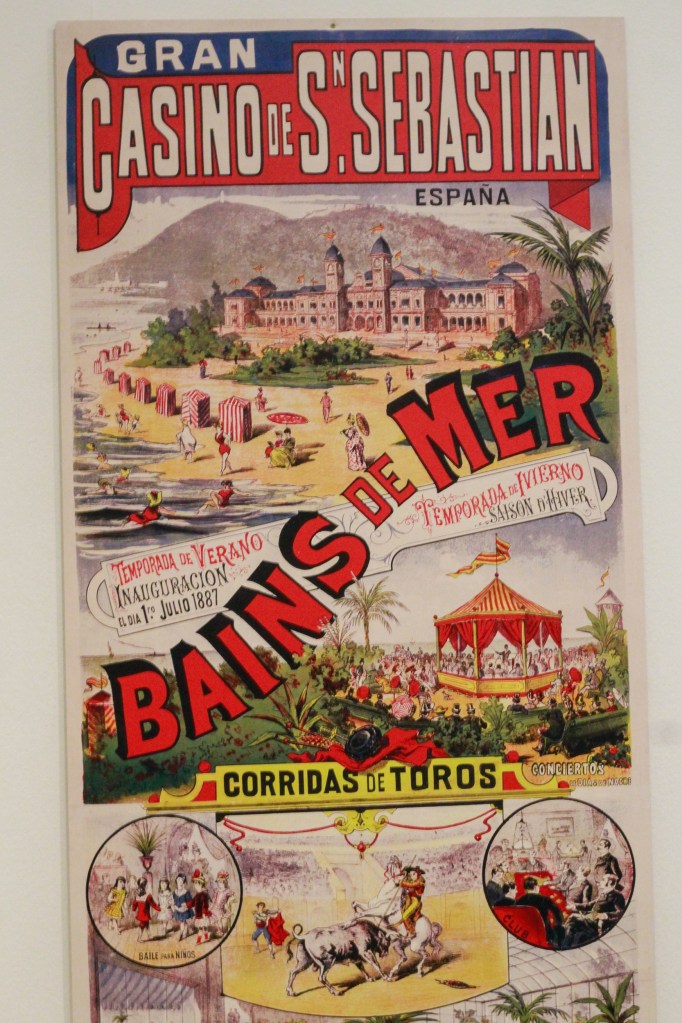 GRAN
CASINO DE SN. SEBASTIAN
ESPAÑA
BAINS DE MER
TEMPORADA DE IVIERNO
SAISON D'HIVER
TEMPORADA DE VERANO
INAUGURACION
EL DIA 1RO JULIO 1887
CORRIDAS DE TOROS
CONCIERTOS
BAILE PARA NIÑOS
CLUB